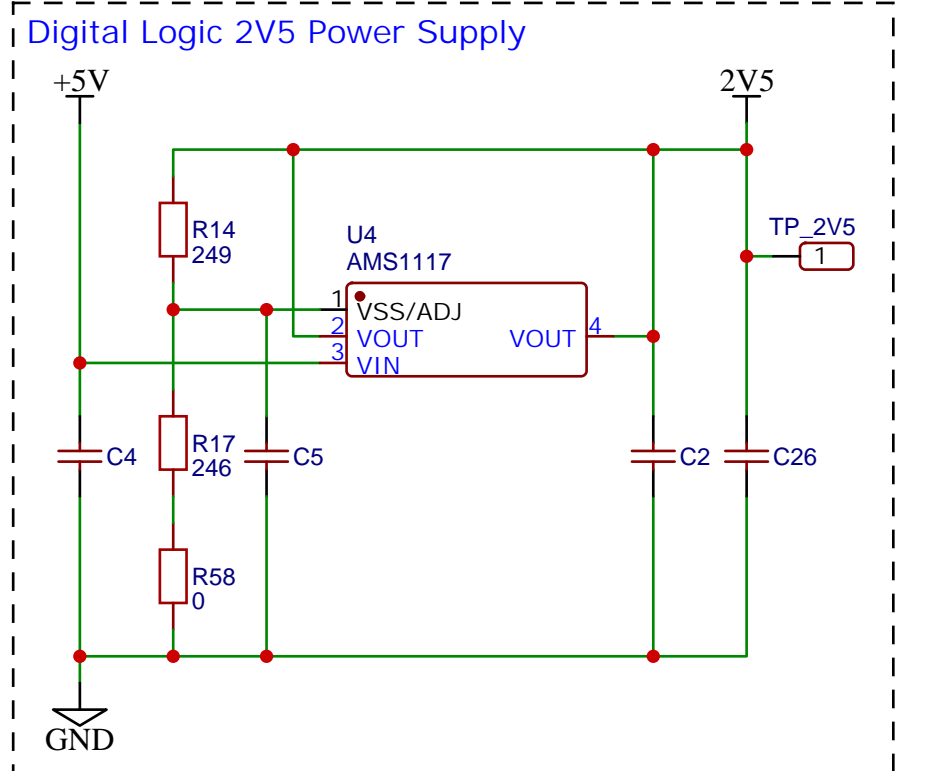 Digital Logic 2V5 Power Supply
+5V
2V5
R14
249
U4
AMS1117
TP_2V5
1
1
VSS/ADJ
2
VOUT
VOUT
4
3
VIN
C4
R17
246
C5
C2
C26
R58
0
GND